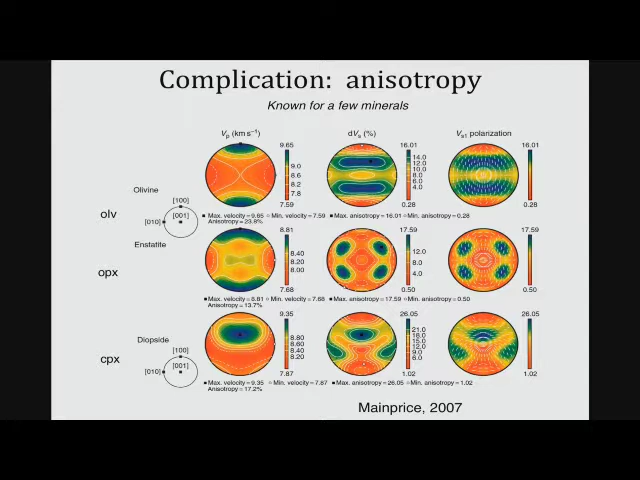 Complication: anisotropy
Known for a few minerals
Vp (km s⁻¹) dVs (%) Vs1 polarization
9.65 16.01 16.01
9.0
8.6
8.2
7.8
14.0
12.0
8.0
6.0
4.0
7.59 0.28 0.28
Olivine
olv
[100]
[010] [001]
■ Max. velocity = 9.65 ○ Min. velocity = 7.59 ■ Max. anisotropy = 16.01 ○ Min. anisotropy = 0.28
Anisotropy = 23.8%
Enstatite
opx
8.81 17.59 17.59
8.40
8.20
8.00
12.0
8.0
4.0
7.68 0.50 0.50
■ Max. velocity = 8.81 ○ Min. velocity = 7.68 ■ Max. anisotropy = 17.59 ○ Min. anisotropy = 0.50
Anisotropy = 13.7%
Diopside
cpx
[100]
[010] [001]
9.35 26.05 26.05
8.80
8.60
8.40
8.20
21.0
18.0
15.0
12.0
9.0
6.0
7.87 1.02 1.02
■ Max. velocity = 9.35 ○ Min. velocity = 7.87 ■ Max. anisotropy = 26.05 ○ Min. anisotropy = 1.02
Anisotropy = 17.2%
Mainprice, 2007